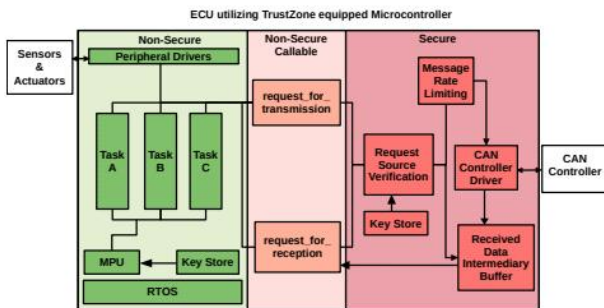 ECU utilizing TrustZone equipped Microcontroller
Non-Secure
Non-Secure
Callable
Secure
Sensors
&
Actuators
Peripheral Drivers
request_for_
transmission
Message
Rate
Limiting
Task
A
Task
B
Task
C
Request
Source
Verification
CAN
Controller
Driver
CAN
Controller
Key Store
request_for_
reception
MPU
Key Store
Received
Data
Intermediary
Buffer
RTOS